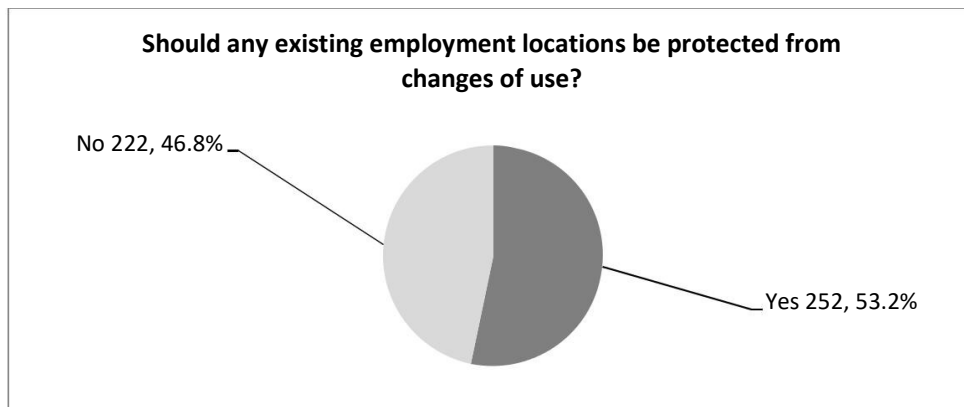 Should any existing employment locations be protected from
changes of use?
No 222, 46.8%
Yes 252, 53.2%